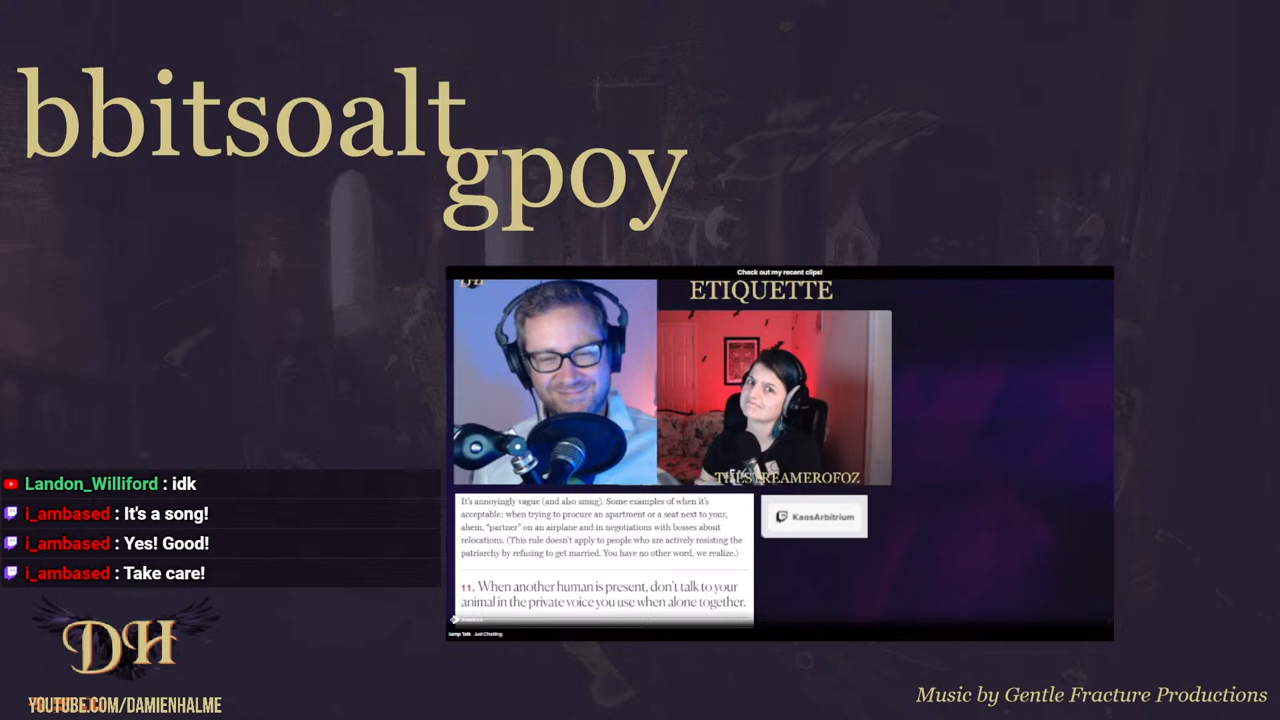 bbitsoalt
gpoy
Check out my recent clips!
ETIQUETTE
THESTREAMEROFOZ
It's annoyingly vague (and also smug). Some examples of when it's
acceptable: when trying to procure an apartment or a seat next to your,
ahem, “partner” on an airplane and in negotiations with bosses about
relocations. (This rule doesn't apply to people who are actively resisting the
patriarchy by refusing to get married. You have no other word, we realize.)
11. When another human is present, don't talk to your
animal in the private voice you use when alone together.
KaosArbitrium
Lamp Talk Just Chatting
Landon_Williford : idk
i_ambased : It's a song!
i_ambased : Yes! Good!
i_ambased : Take care!
DH
YOUTUBE.COM/DAMIENHALME
Music by Gentle Fracture Productions